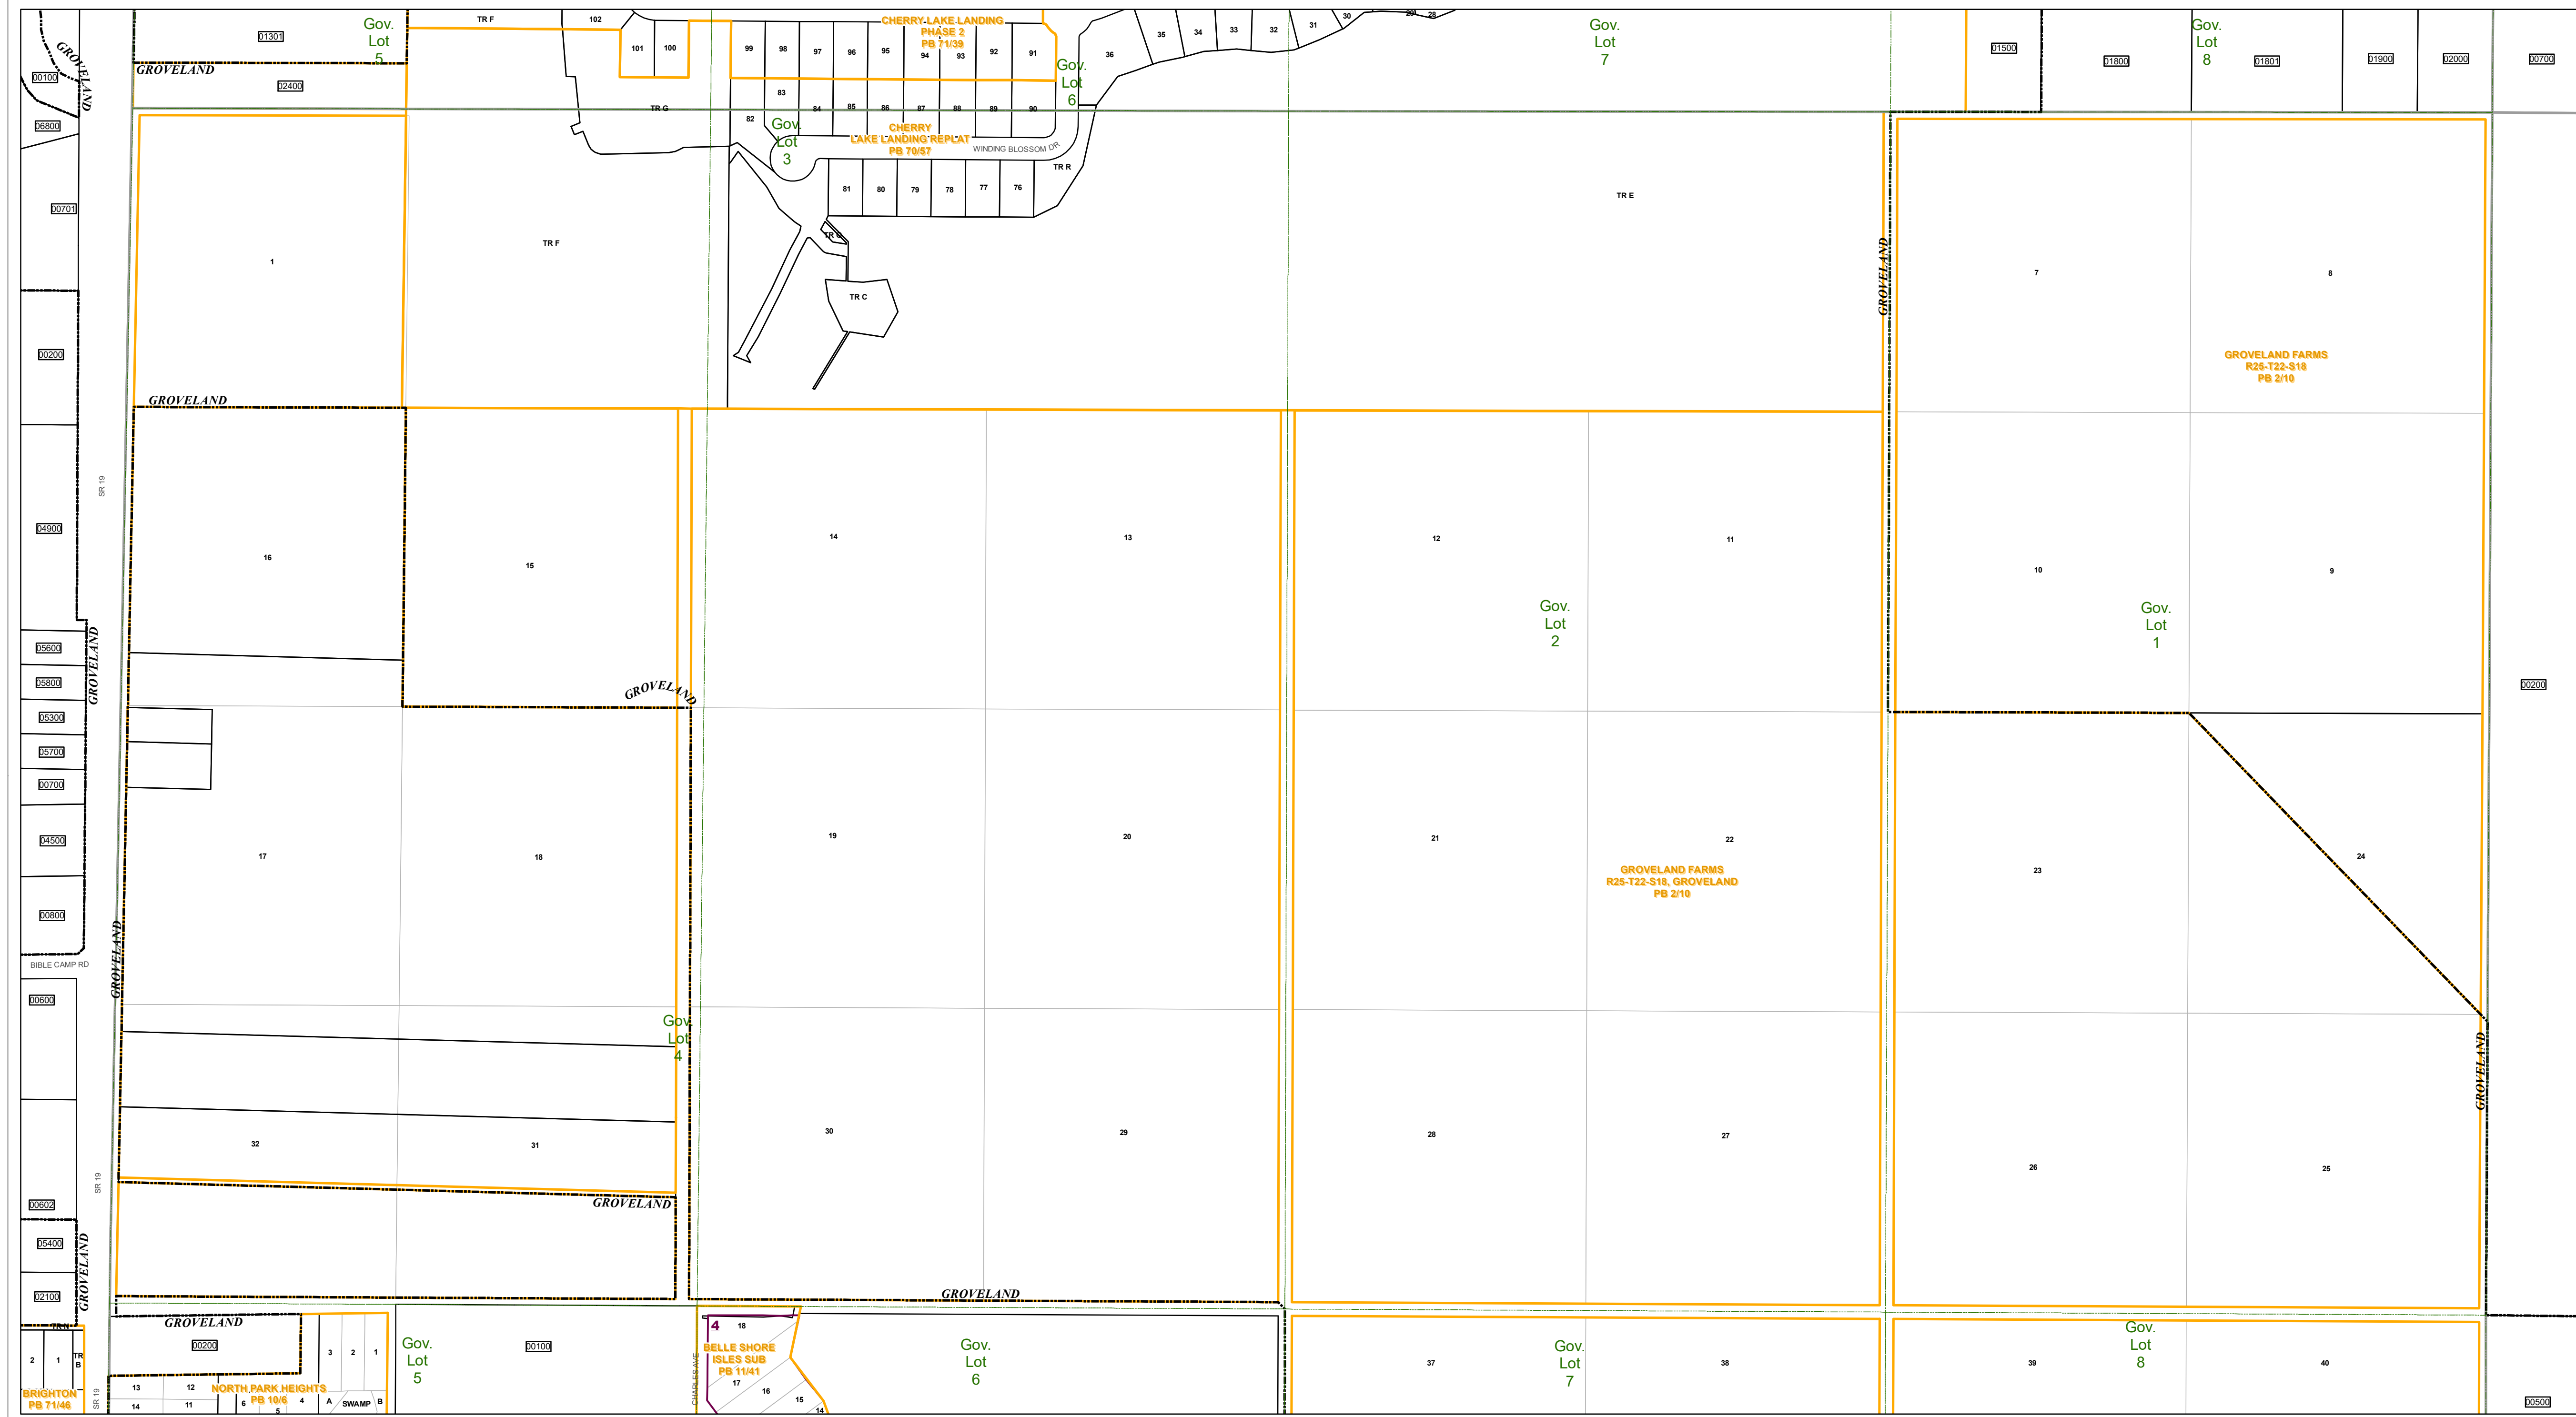 TR F
102
Gov.
Lot
5
01301
GROVELAND
GROVELAND
00100
02400
06800
101
100
99
98
97
96
95
94
93
92
91
CHERRY LAKE LANDING
PHASE 2
PB 71/39
36
35
34
33
32
31
30
29
28
Gov.
Lot
6
Gov.
Lot
7
01500
01800
Gov.
Lot
8
01801
01900
02000
00700
TR G
82
83
84
85
86
87
88
89
90
Gov.
Lot
3
CHERRY
LAKE LANDING REPLAT
PB 70/57
WINDING BLOSSOM DR
TR R
81
80
79
78
77
76
TR E
00701
1
TR F
TR C
GROVELAND
7
8
GROVELAND FARMS
R25-T22-S18
PB 2/10
00200
GROVELAND
SR 19
04900
16
15
14
13
12
11
10
9
Gov.
Lot
2
Gov.
Lot
1
05600
05800
GROVELAND
GROVELAND
00200
05300
05700
00700
04500
17
18
19
20
21
22
23
24
GROVELAND FARMS
R25-T22-S18, GROVELAND
PB 2/10
00800
GROVELAND
BIBLE CAMP RD
00600
Gov.
Lot
4
GROVELAND
32
31
30
29
28
27
26
25
SR 19
00602
GROVELAND
05400
GROVELAND
02100
GROVELAND
GROVELAND
TR N
2
1
TR
B
BRIGHTON
PB 71/46
SR 19
00200
13
12
14
11
NORTH PARK HEIGHTS
PB 10/6
6
5
4
3
2
1
A
SWAMP
B
Gov.
Lot
5
00100
CHARLES AVE
4
18
BELLE SHORE
ISLES SUB
PB 11/41
17
16
15
14
Gov.
Lot
6
37
Gov.
Lot
7
38
39
Gov.
Lot
8
40
00500